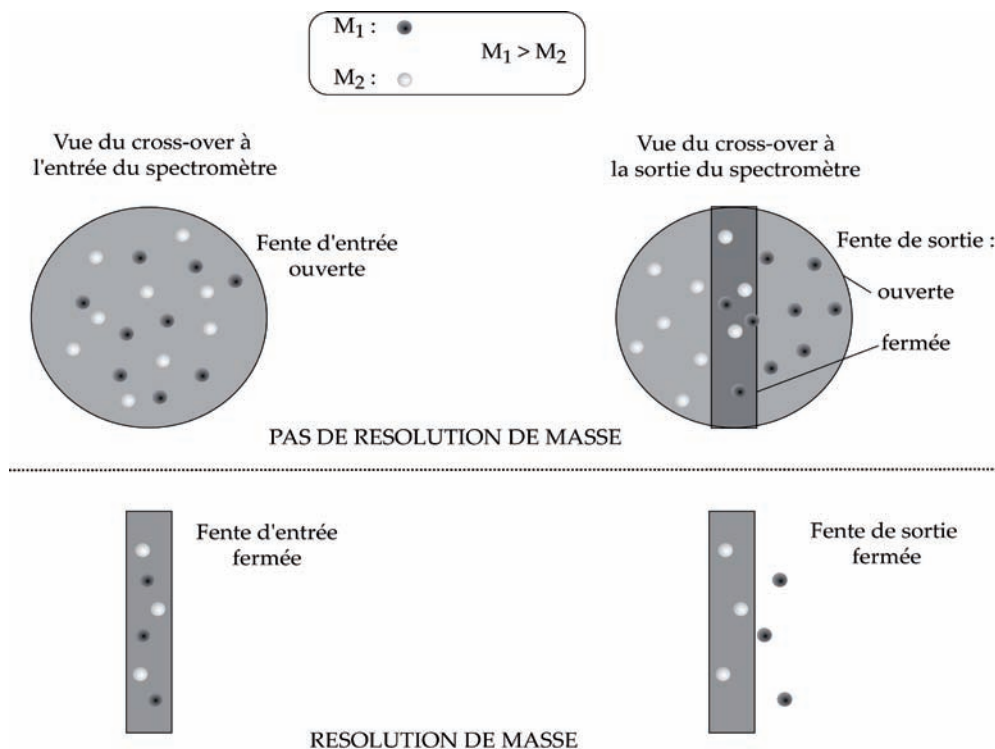 M1 :
M1 > M2
M2 :
Vue du cross-over à
l'entrée du spectromètre
Vue du cross-over à
la sortie du spectromètre
Fente d'entrée
ouverte
Fente de sortie :
ouverte
fermée
PAS DE RESOLUTION DE MASSE
Fente d'entrée
fermée
Fente de sortie
fermée
RESOLUTION DE MASSE